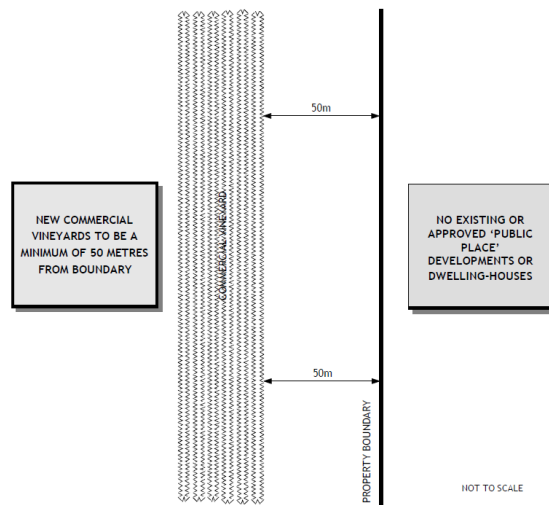 50m
NEW COMMERCIAL
VINEYARDS TO BE A
MINIMUM OF 50 METRES
FROM BOUNDARY
COMMERCIAL VINEYARD
NO EXISTING OR
APPROVED 'PUBLIC
PLACE'
DEVELOPMENTS OR
DWELLING-HOUSES
50m
PROPERTY BOUNDARY
NOT TO SCALE